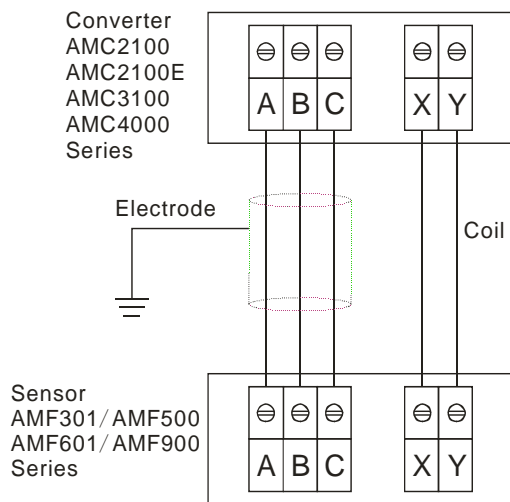 Converter
AMC2100
AMC2100E
AMC3100
AMC4000
Series
A B C X Y
Electrode
Coil
Sensor
AMF301/AMF500
AMF601/AMF900
Series
A B C X Y